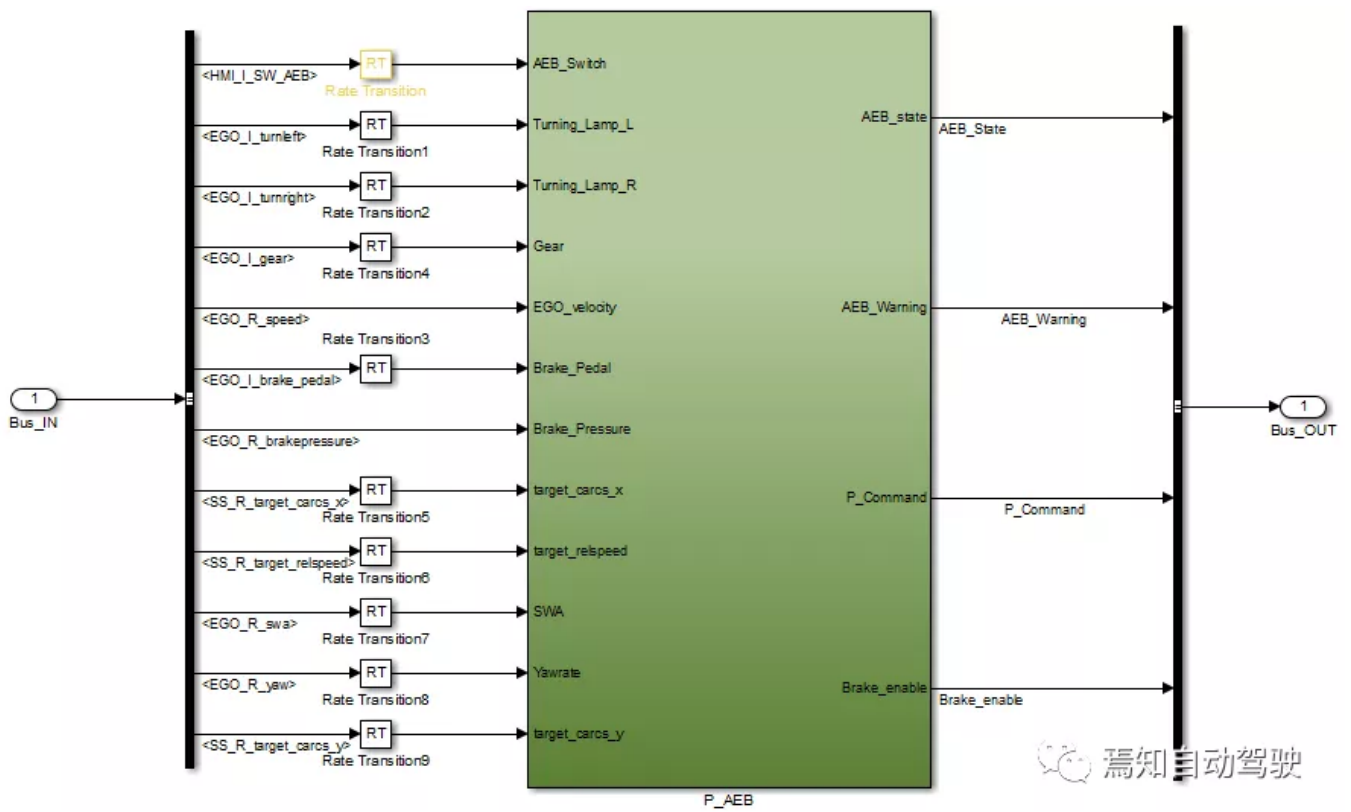 <HMI_I_SW_AEB>
RT
Rate Transition
AEB_Switch
<EGO_I_turnleft>
RT
Rate Transition1
Turning_Lamp_L
<EGO_I_turnright>
RT
Rate Transition2
Turning_Lamp_R
<EGO_I_gear>
RT
Rate Transition4
Gear
<EGO_R_speed>
EGO_velocity
Rate Transition3
<EGO_I_brake_pedal>
RT
Brake_Pedal
<EGO_R_brakepressure>
Brake_Pressure
<SS_R_target_carcs_x>
RT
Rate Transition5
target_carcs_x
<SS_R_target_relspeed>
RT
Rate Transition6
target_relspeed
<EGO_R_swa>
RT
Rate Transition7
SWA
<EGO_R_yaw>
RT
Rate Transition8
Yawrate
<SS_R_target_carcs_y>
RT
Rate Transition9
target_carcs_y
1
Bus_IN
AEB_state
AEB_State
AEB_Warning
AEB_Warning
P_Command
P_Command
Brake_enable
Brake_enable
1
Bus_OUT
P_AEB
焉知自动驾驶